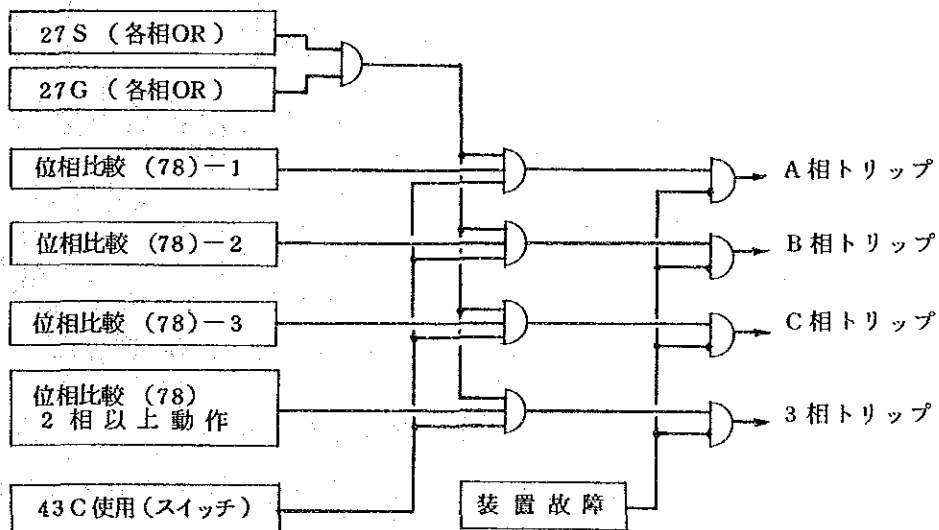 27S (各相OR)
27G (各相OR)
位相比較 (78)−1
位相比較 (78)−2
位相比較 (78)−3
位相比較 (78)
2相以上動作
43C使用(スイッチ)
装置故障
A相トリップ
B相トリップ
C相トリップ
3相トリップ